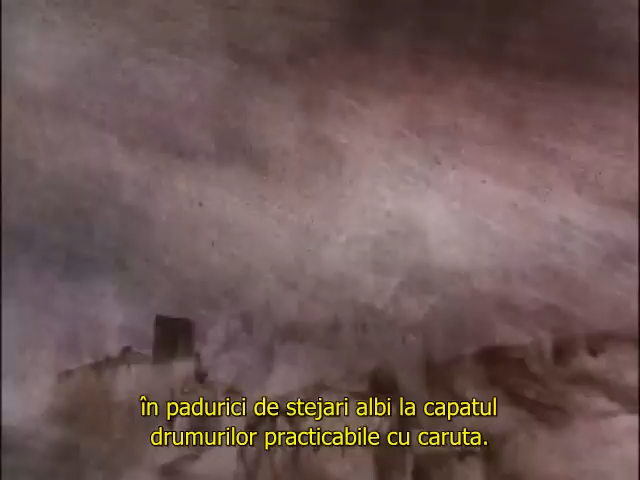 în padurici de stejari albi la capatul
drumurilor practicabile cu caruta.